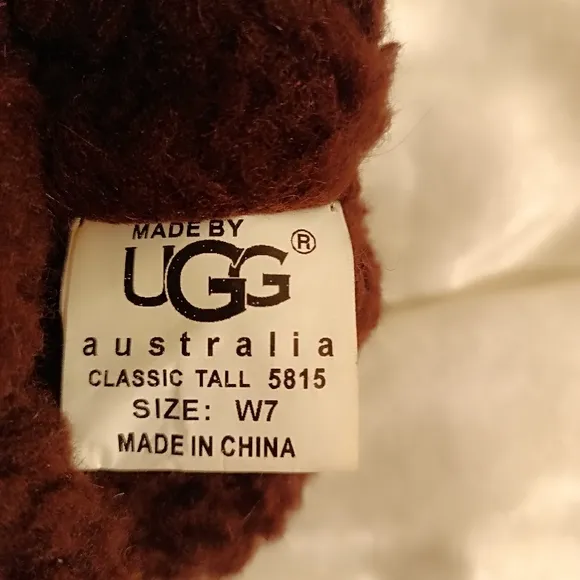 MADE BY
UGG®
australia
CLASSIC TALL 5815
SIZE: W7
MADE IN CHINA